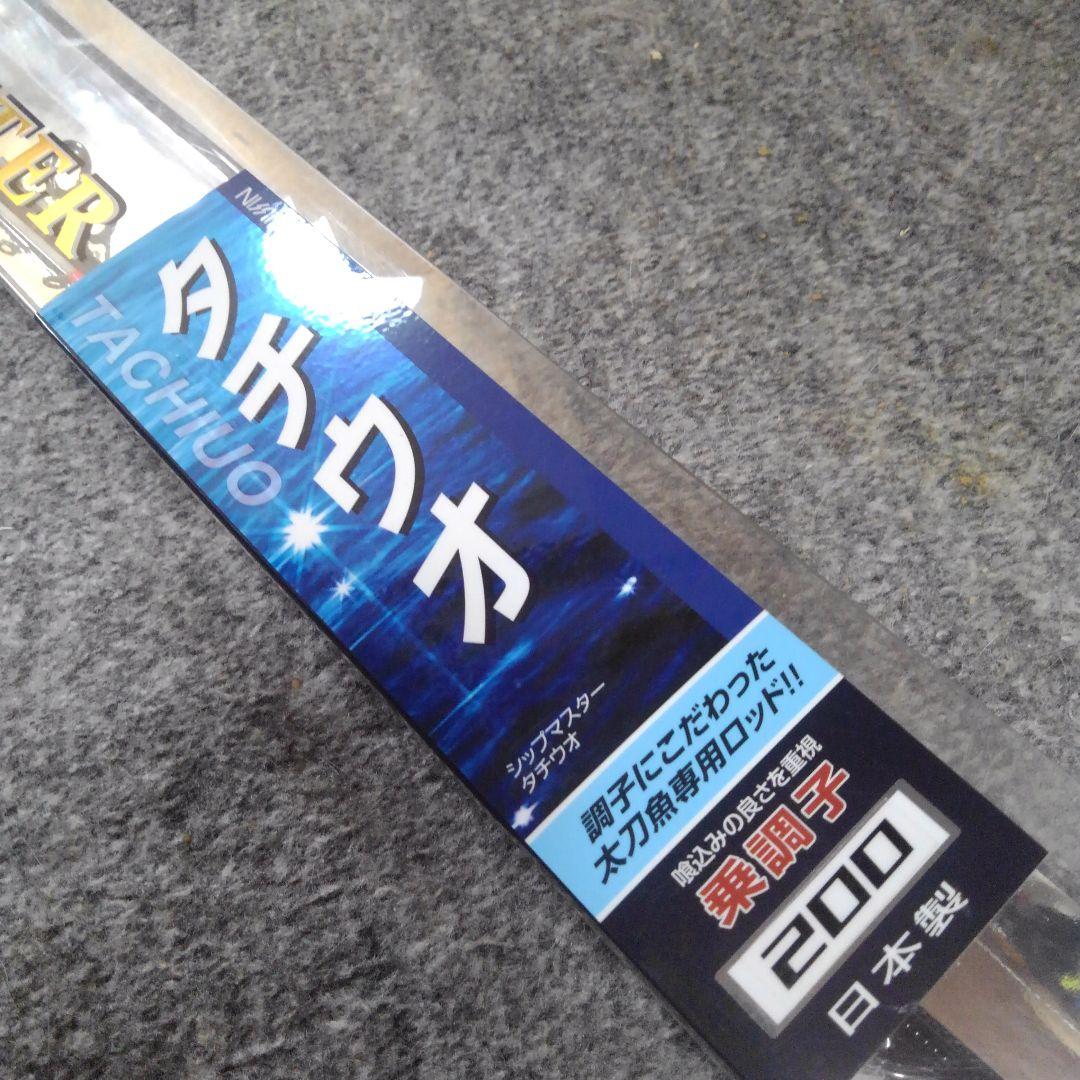 TER
タチウオ
TACHIUO
シップマスター
タチウオ
調子にこだわった
太刀魚専用ロッド!!
喰込みの良さを重視
乗調子
200
日本製